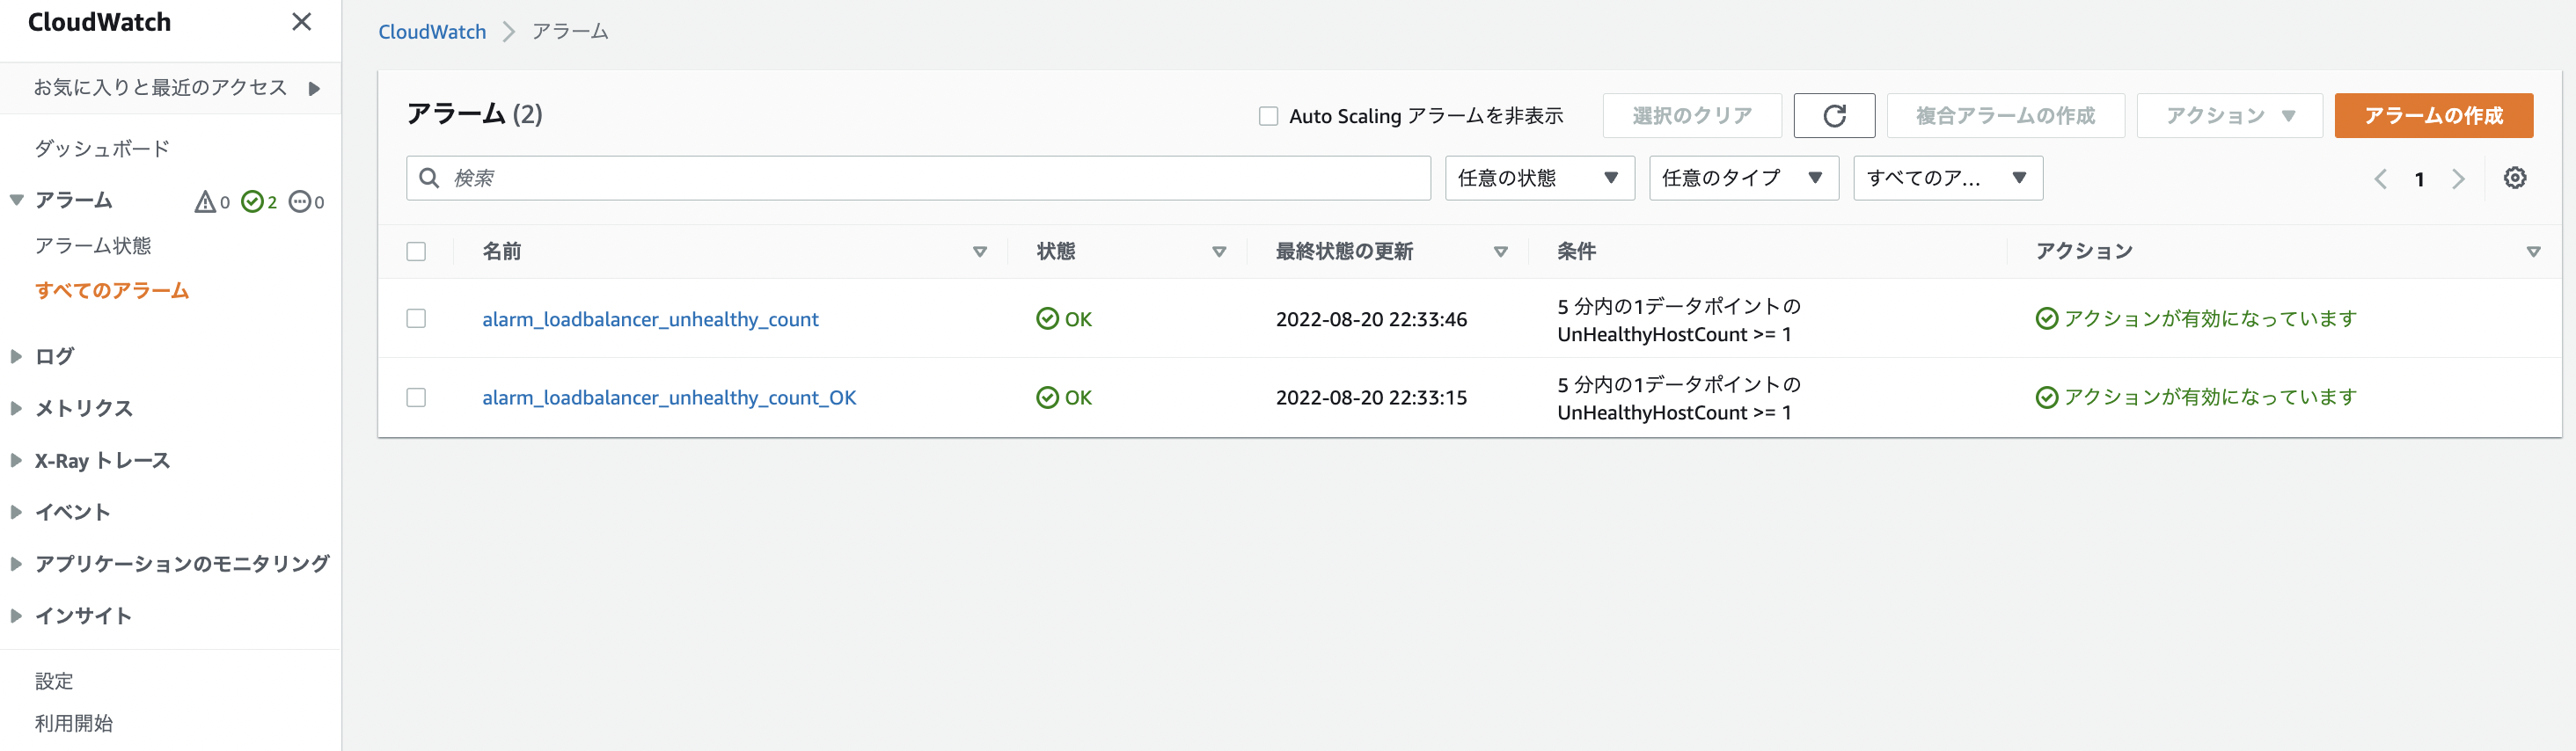 CloudWatch
お気に入りと最近のアクセス
ダッシュボード
アラーム 0 2 0
アラーム状態
すべてのアラーム
ログ
メトリクス
X-Ray トレース
イベント
アプリケーションのモニタリング
インサイト
設定
利用開始
CloudWatch アラーム
アラーム (2)
Auto Scaling アラームを非表示
選択のクリア
複合アラームの作成
アクション
アラームの作成
検索
任意の状態
任意のタイプ
すべてのア...
1
名前 状態 最終状態の更新 条件 アクション
alarm_loadbalancer_unhealthy_count OK 2022-08-20 22:33:46 5 分内の1データポイントの
UnHealthyHostCount >= 1
アクションが有効になっています
alarm_loadbalancer_unhealthy_count_OK OK 2022-08-20 22:33:15 5 分内の1データポイントの
UnHealthyHostCount >= 1
アクションが有効になっています